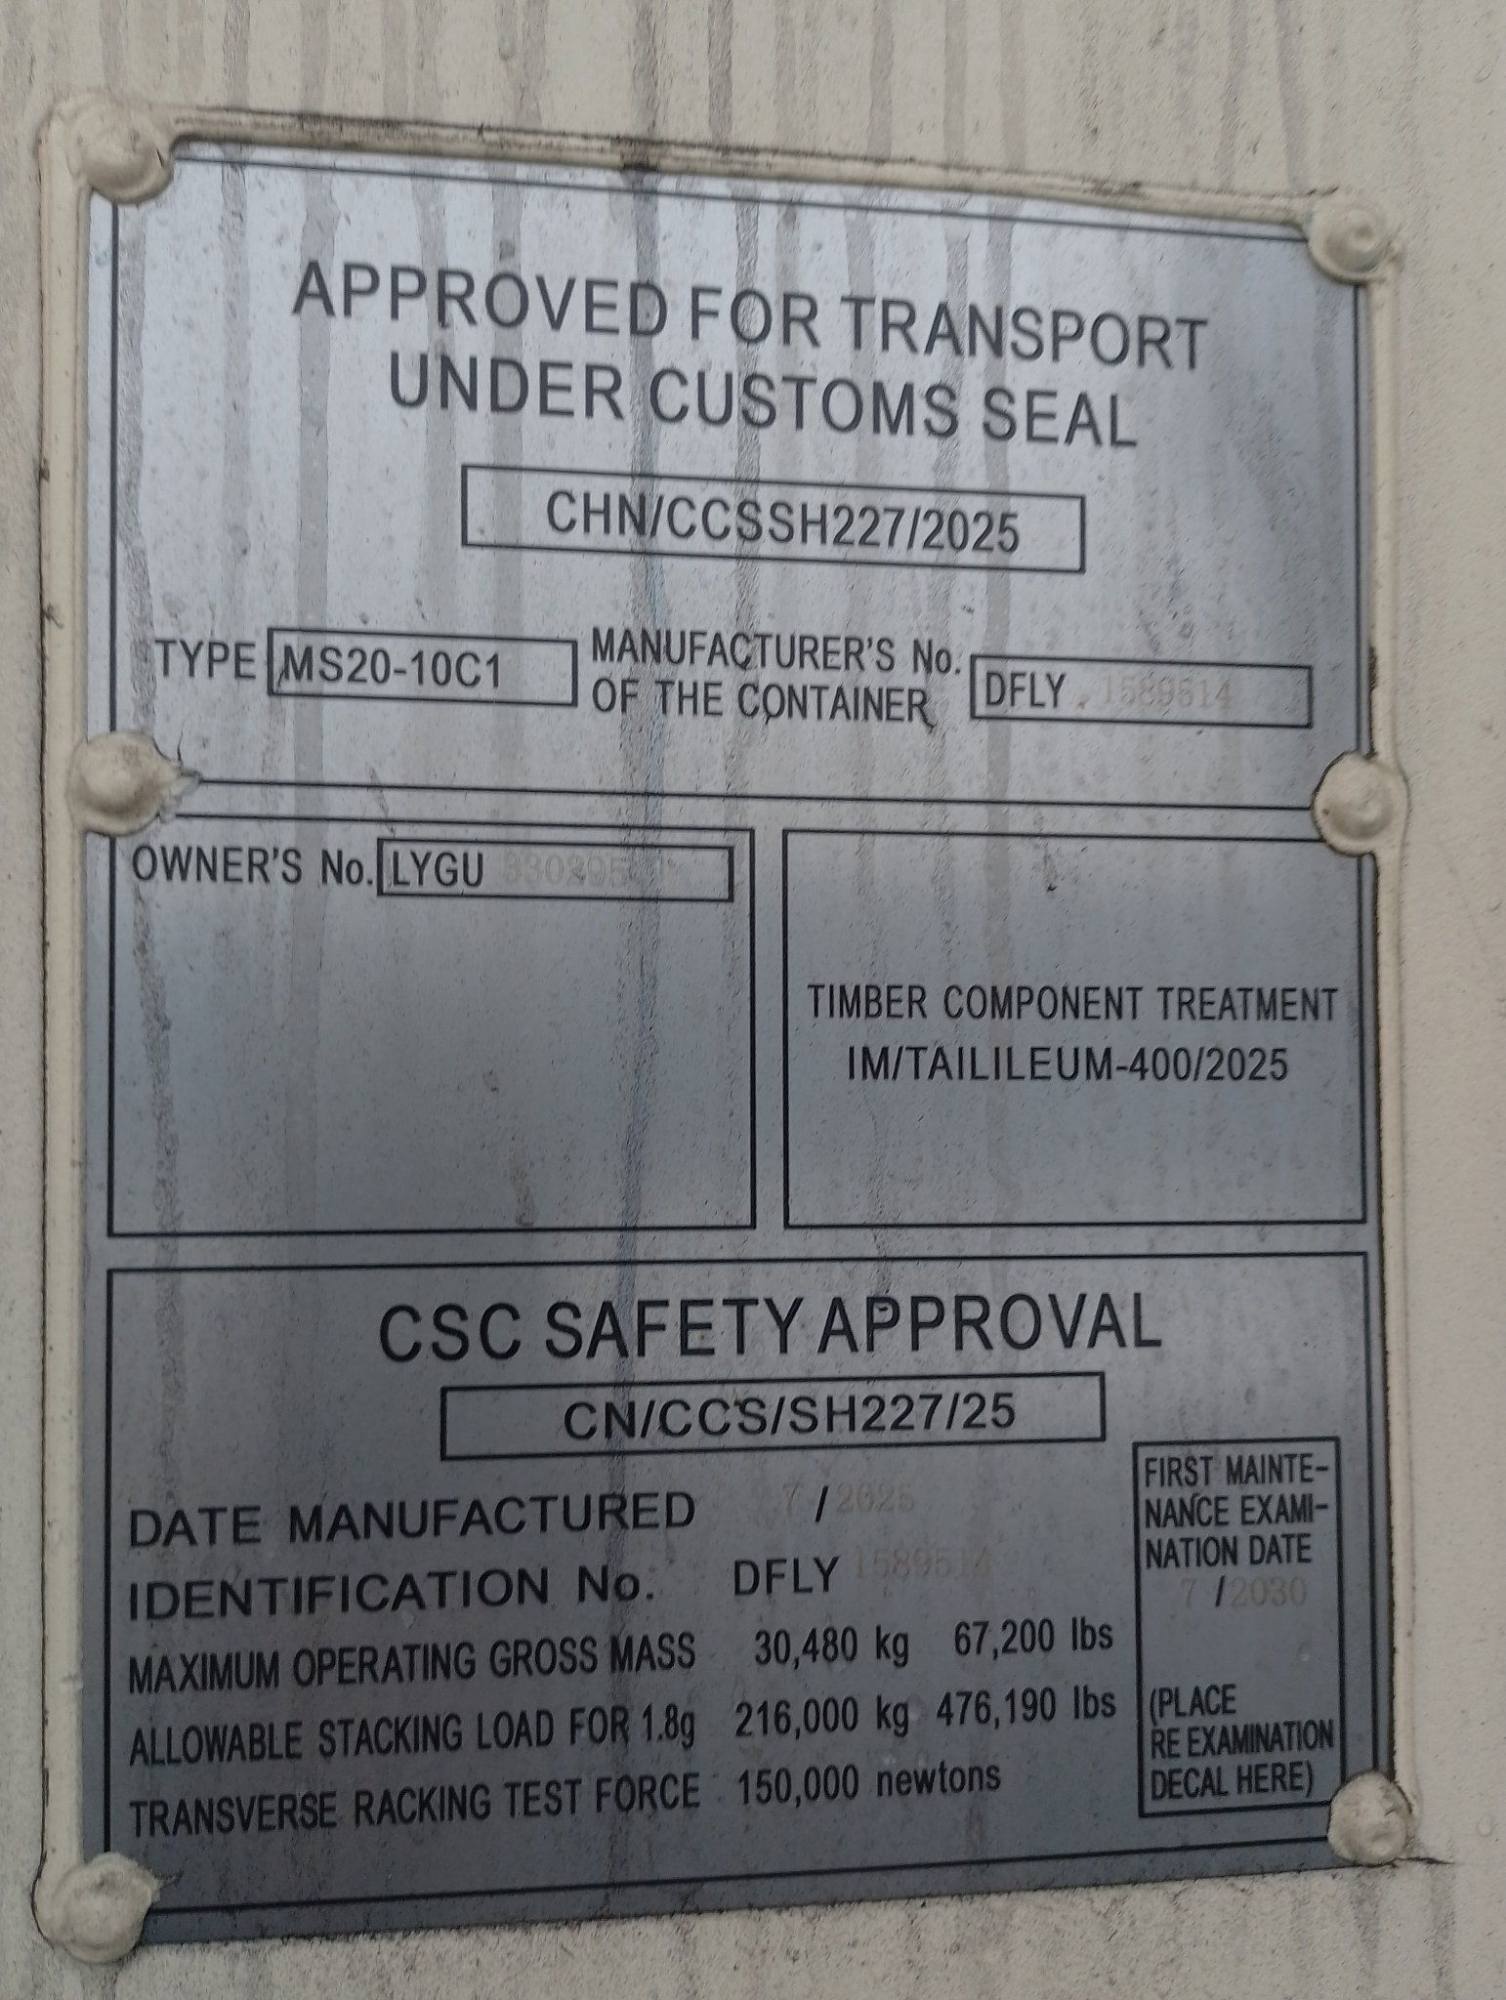 APPROVED FOR TRANSPORT
UNDER CUSTOMS SEAL
CHN/CCSSH227/2025
TYPE MS20-10C1
MANUFACTURER'S No.
OF THE CONTAINER
DFLY
OWNER'S No. LYGU
TIMBER COMPONENT TREATMENT
IM/TAILILEUM-400/2025
CSC SAFETY APPROVAL
CN/CCS/SH227/25
DATE MANUFACTURED 7/2025
IDENTIFICATION No. DFLY
MAXIMUM OPERATING GROSS MASS 30,480 kg 67,200 lbs
ALLOWABLE STACKING LOAD FOR 1.8g 216,000 kg 476,190 lbs
TRANSVERSE RACKING TEST FORCE 150,000 newtons
FIRST MAINTE-
NANCE EXAMI-
NATION DATE
7/2030
(PLACE
RE EXAMINATION
DECAL HERE)